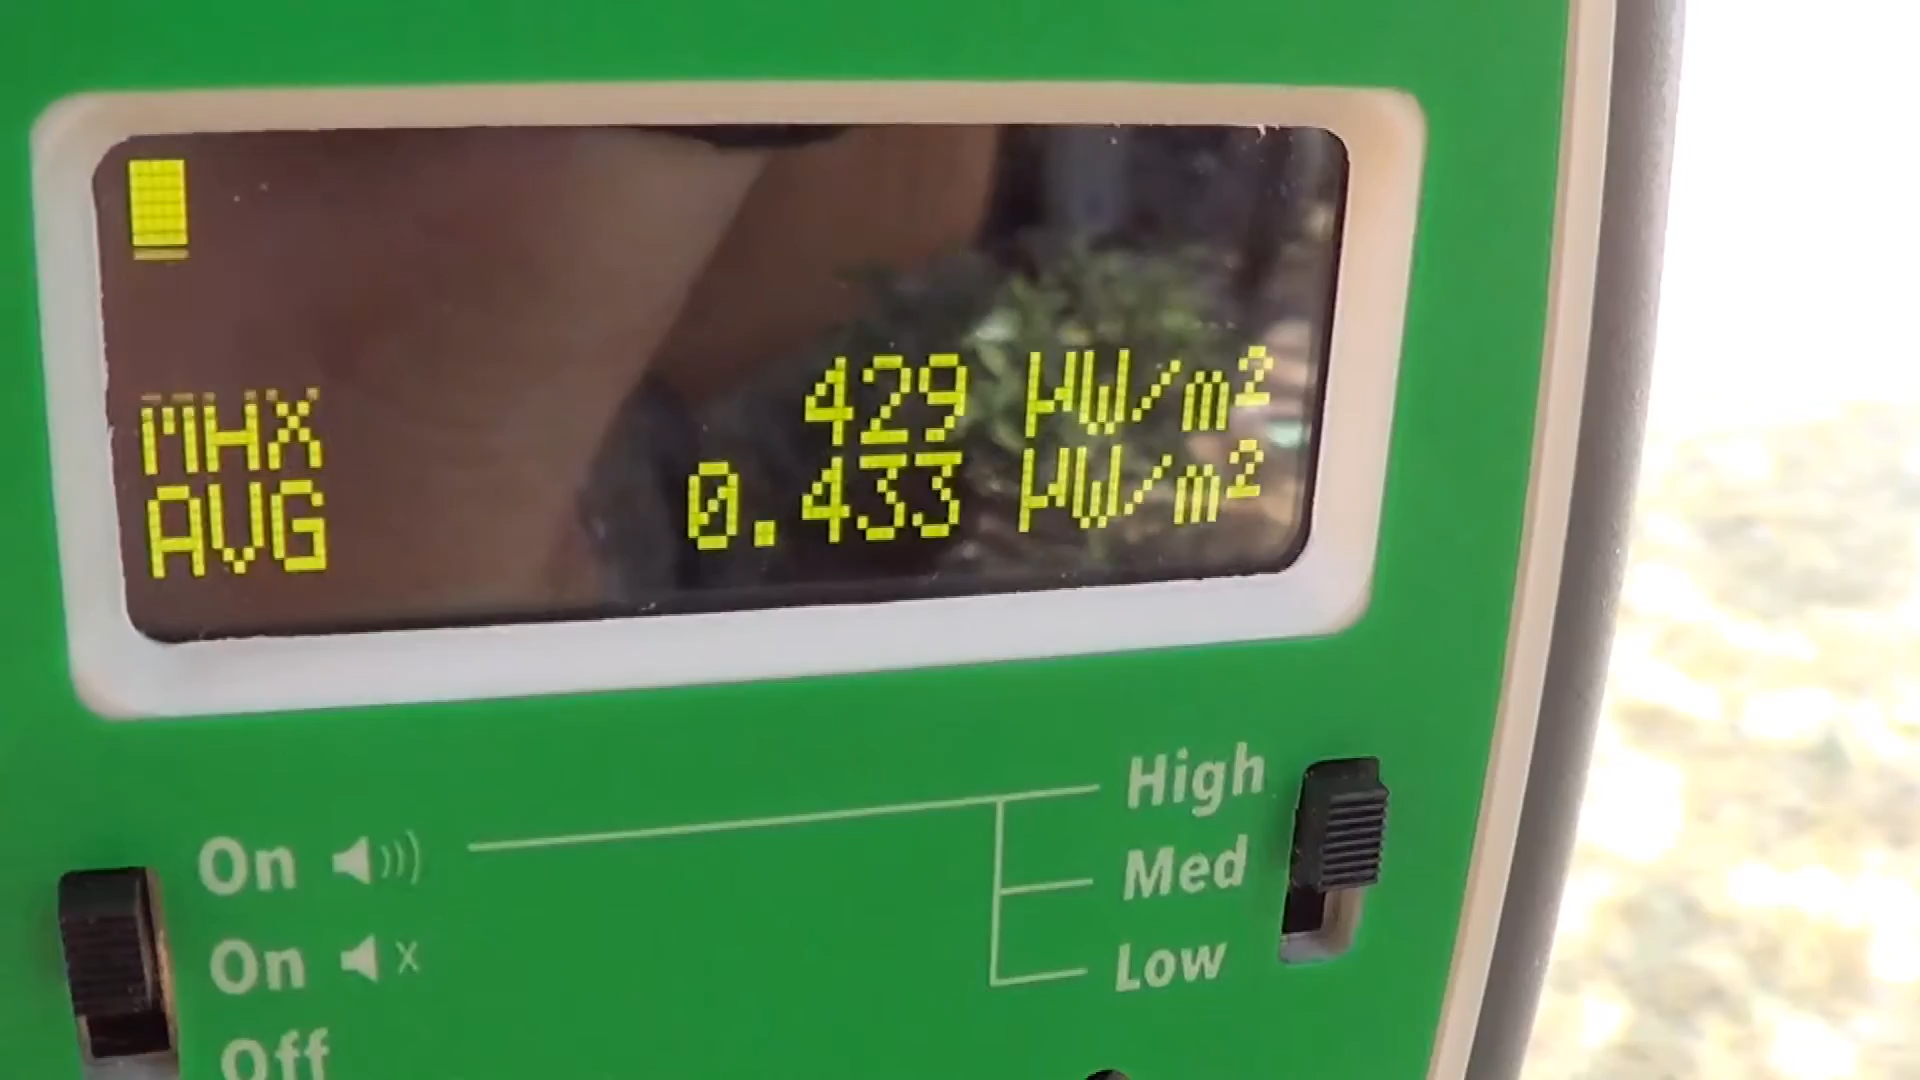 MAX 429 µW/m²
AVG 0.433 µW/m²
High
On
Med
On x
Low
Off